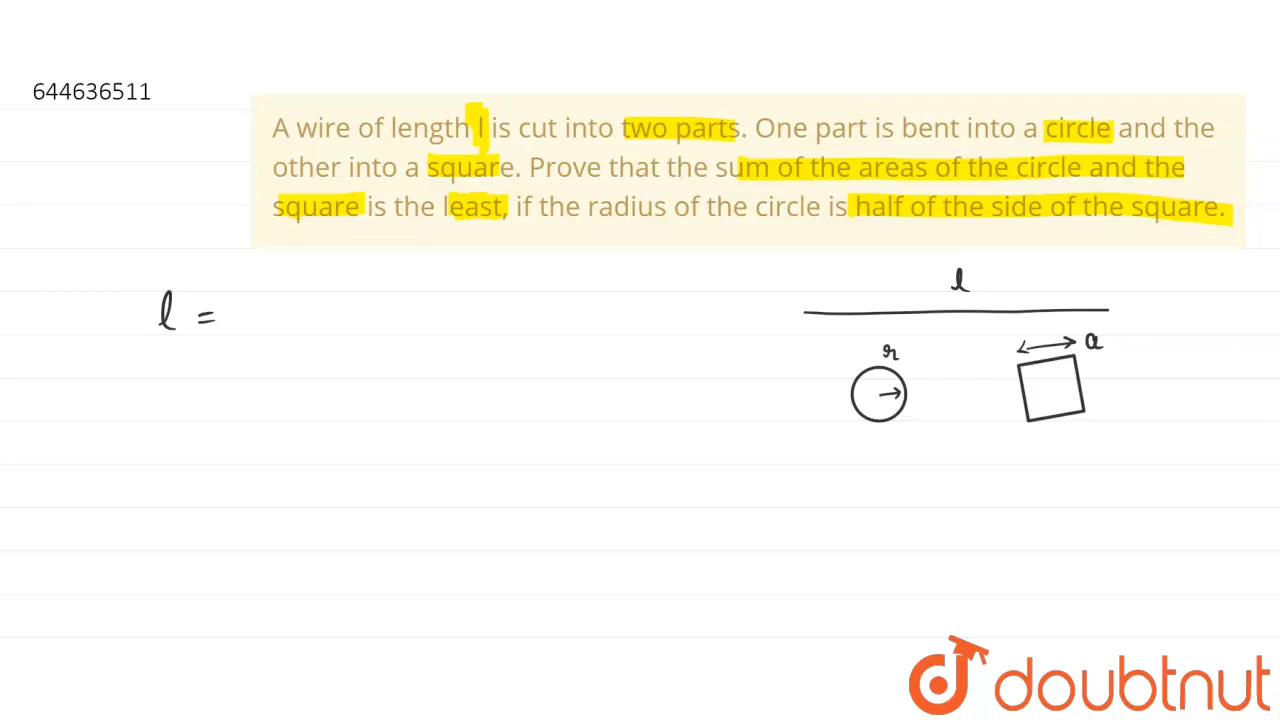 644636511
A wire of length l is cut into two parts. One part is bent into a circle and the
other into a square. Prove that the sum of the areas of the circle and the
square is the least, if the radius of the circle is half of the side of the square.
l
l =
r
a
doubtnut